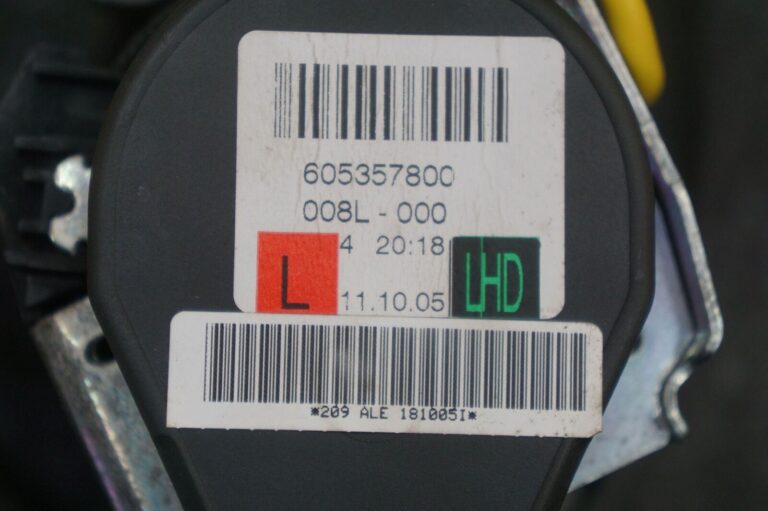 605357800
008L - 000
4 20:18
L 11.10.05 LHD
*209 ALE 181005I*